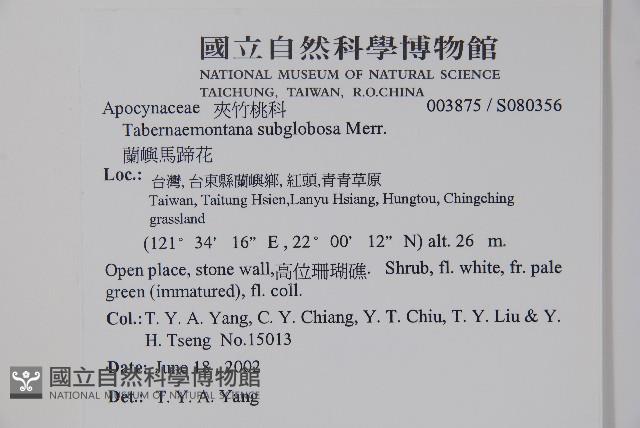 國立自然科學博物館
NATIONAL MUSEUM OF NATURAL SCIENCE
TAICHUNG, TAIWAN, R.O.CHINA
Apocynaceae 夾竹桃科 003875 / S080356
Tabernaemontana subglobosa Merr.
蘭嶼馬蹄花
Loc.: 台灣, 台東縣蘭嶼鄉, 紅頭,青青草原
Taiwan, Taitung Hsien,Lanyu Hsiang, Hungtou, Chingching
grassland
(121° 34' 16” E , 22° 00' 12” N) alt. 26 m.
Open place, stone wall,高位珊瑚礁. Shrub, fl. white, fr. pale
green (immatured), fl. coll.
Col.: T. Y. A. Yang, C. Y. Chiang, Y. T. Chiu, T. Y. Liu & Y.
H. Tseng No.15013
Date: June 18, 2002
國立自然科學博物館
NATIONAL MUSEUM OF NATURAL SCIENCE
Det.: T. Y. A. Yang